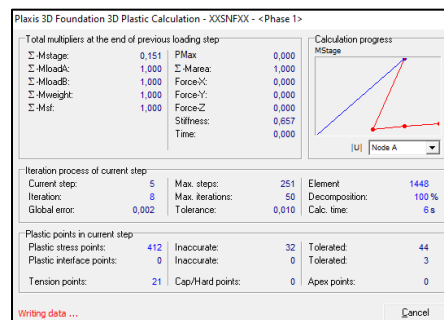 Plaxis 3D Foundation 3D Plastic Calculation - XXSNFXX - <Phase 1>
Total multipliers at the end of previous loading step
Calculation progress
Σ-Mstage: 0,151 PMax 0,000
MStage
Σ-MloadA: 1,000 Σ-Marea: 1,000
Σ-MloadB: 1,000 Force-X: 0,000
Σ-Mweight: 1,000 Force-Y: 0,000
Σ-Msf: 1,000 Force-Z 0,000
Stiffness: 0,657
Time: 0,000
|U| Node A
Iteration process of current step
Current step: 5 Max. steps: 251 Element 1448
Iteration: 8 Max. iterations: 50 Decomposition: 100 %
Global error: 0,002 Tolerance: 0,010 Calc. time: 6 s
Plastic points in current step
Plastic stress points: 412 Inaccurate: 32 Tolerated: 44
Plastic interface points: 0 Inaccurate: 0 Tolerated: 3
Tension points: 21 Cap/Hard points: 0 Apex points: 0
Writing data ... Cancel